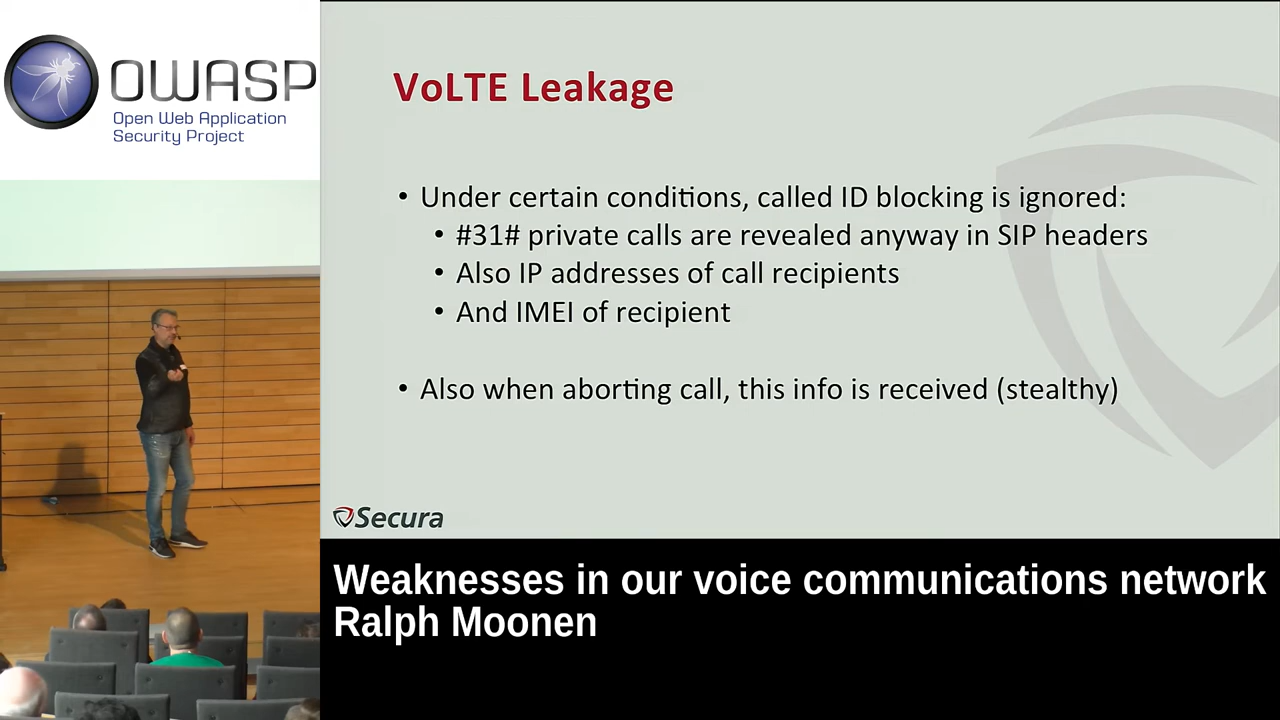 OWASP
Open Web Application
Security Project
VoLTE Leakage
• Under certain conditions, called ID blocking is ignored:
• #31# private calls are revealed anyway in SIP headers
• Also IP addresses of call recipients
• And IMEI of recipient
• Also when aborting call, this info is received (stealthy)
Secura
Weaknesses in our voice communications network
Ralph Moonen